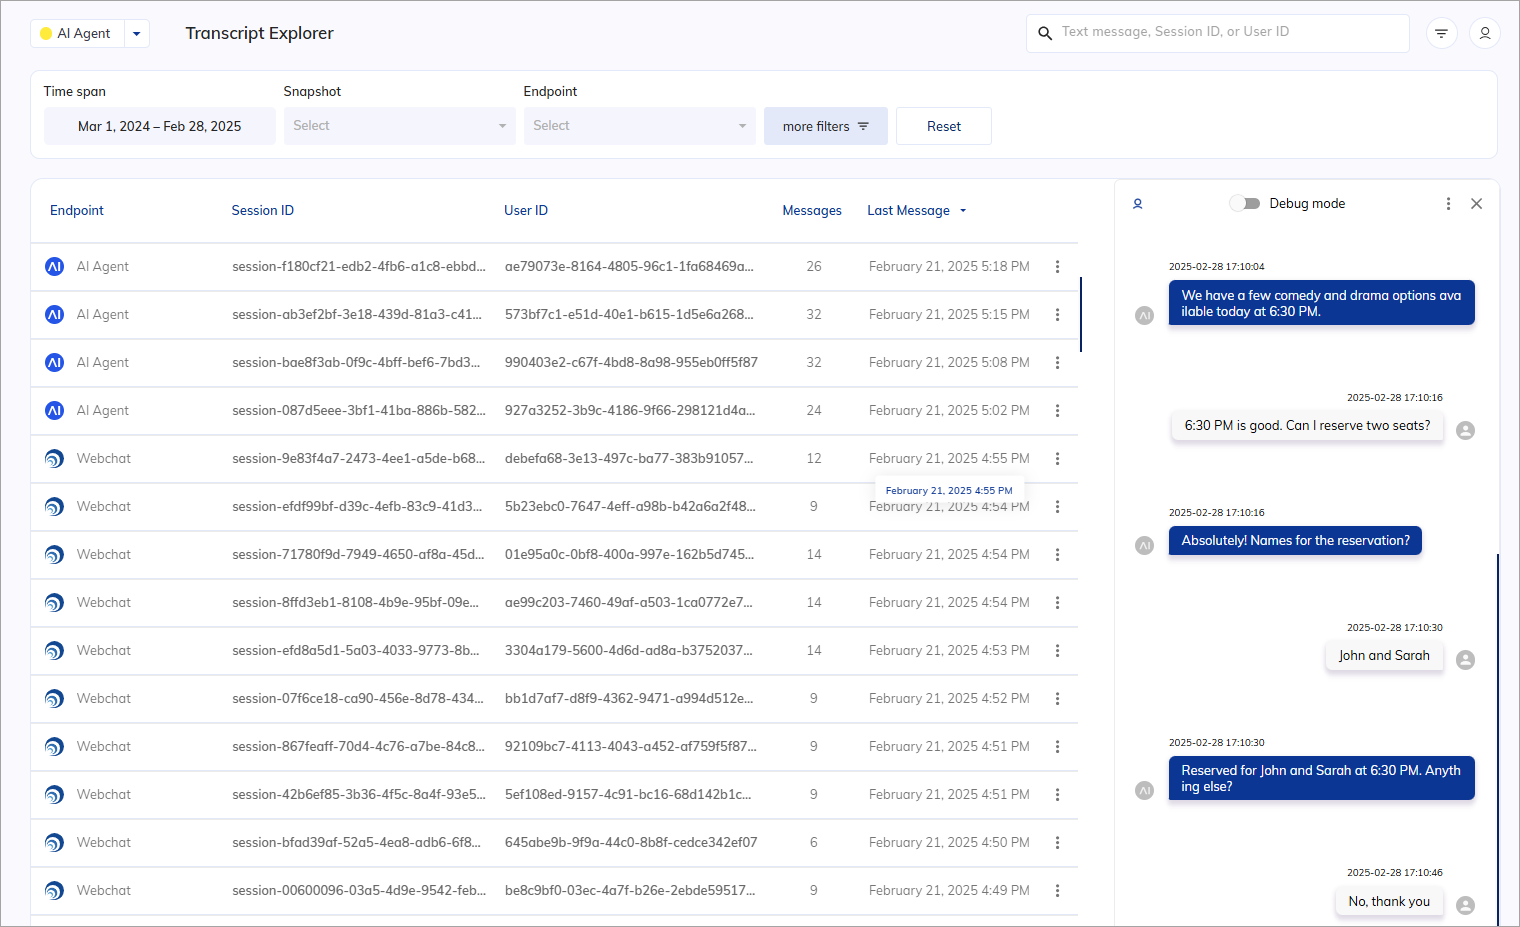 AI Agent
Transcript Explorer
Text message, Session ID, or User ID
Time span
Snapshot
Endpoint
Mar 1, 2024 – Feb 28, 2025
Select
Select
more filters
Reset
Endpoint Session ID User ID Messages Last Message
AI Agent session-f180cf21-edb2-4fb6-a1c8-ebbd... ae79073e-8164-4805-96c1-1fa68469a... 26 February 21, 2025 5:18 PM
AI Agent session-ab3ef2bf-3e18-439d-81a3-c41... 573bf7c1-e51d-40e1-b615-1d5e6a268... 32 February 21, 2025 5:15 PM
AI Agent session-bae8f3ab-0f9c-4bff-bef6-7bd3... 990403e2-c67f-4bd8-8a98-955eb0ff5f87 32 February 21, 2025 5:08 PM
AI Agent session-087d5eee-3bf1-41ba-886b-582... 927a3252-3b9c-4186-9f66-298121d4a... 24 February 21, 2025 5:02 PM
Webchat session-9e83f4a7-2473-4ee1-a5de-b68... debefa68-3e13-497c-ba77-383b91057... 12 February 21, 2025 4:55 PM
February 21, 2025 4:55 PM
Webchat session-efdf99bf-d39c-4efb-83c9-41d3... 5b23ebc0-7647-4eff-a98b-b42a6a2f48... 9 February 21, 2025 4:54 PM
Webchat session-71780f9d-7949-4650-af8a-45d... 01e95a0c-0bf8-400a-997e-162b5d745... 14 February 21, 2025 4:54 PM
Webchat session-8ffd3eb1-8108-4b9e-95bf-09e... ae99c203-7460-49af-a503-1ca0772e7... 14 February 21, 2025 4:54 PM
Webchat session-efd8a5d1-5a03-4033-9773-8b... 3304a179-5600-4d6d-ad8a-b3752037... 14 February 21, 2025 4:53 PM
Webchat session-07f6ce18-ca90-456e-8d78-434... bb1d7af7-d8f9-4362-9471-a994d512e... 9 February 21, 2025 4:52 PM
Webchat session-867feaff-70d4-4c76-a7be-84c8... 92109bc7-4113-4043-a452-af759f5f87... 9 February 21, 2025 4:51 PM
Webchat session-42b6ef85-3b36-4f5c-8a4f-93e5... 5ef108ed-9157-4c91-bc16-68d142b1c... 9 February 21, 2025 4:51 PM
Webchat session-bfad39af-52a5-4ea8-adb6-6f8... 645abe9b-9f9a-44c0-8b8f-cedce342ef07 6 February 21, 2025 4:50 PM
Webchat session-00600096-03a5-4d9e-9542-feb... be8c9bf0-03ec-4a7f-b26e-2ebde59517... 9 February 21, 2025 4:49 PM
Debug mode
2025-02-28 17:10:04
We have a few comedy and drama options ava
ilable today at 6:30 PM.
2025-02-28 17:10:16
6:30 PM is good. Can I reserve two seats?
2025-02-28 17:10:16
Absolutely! Names for the reservation?
2025-02-28 17:10:30
John and Sarah
2025-02-28 17:10:30
Reserved for John and Sarah at 6:30 PM. Anyth
ing else?
2025-02-28 17:10:46
No, thank you